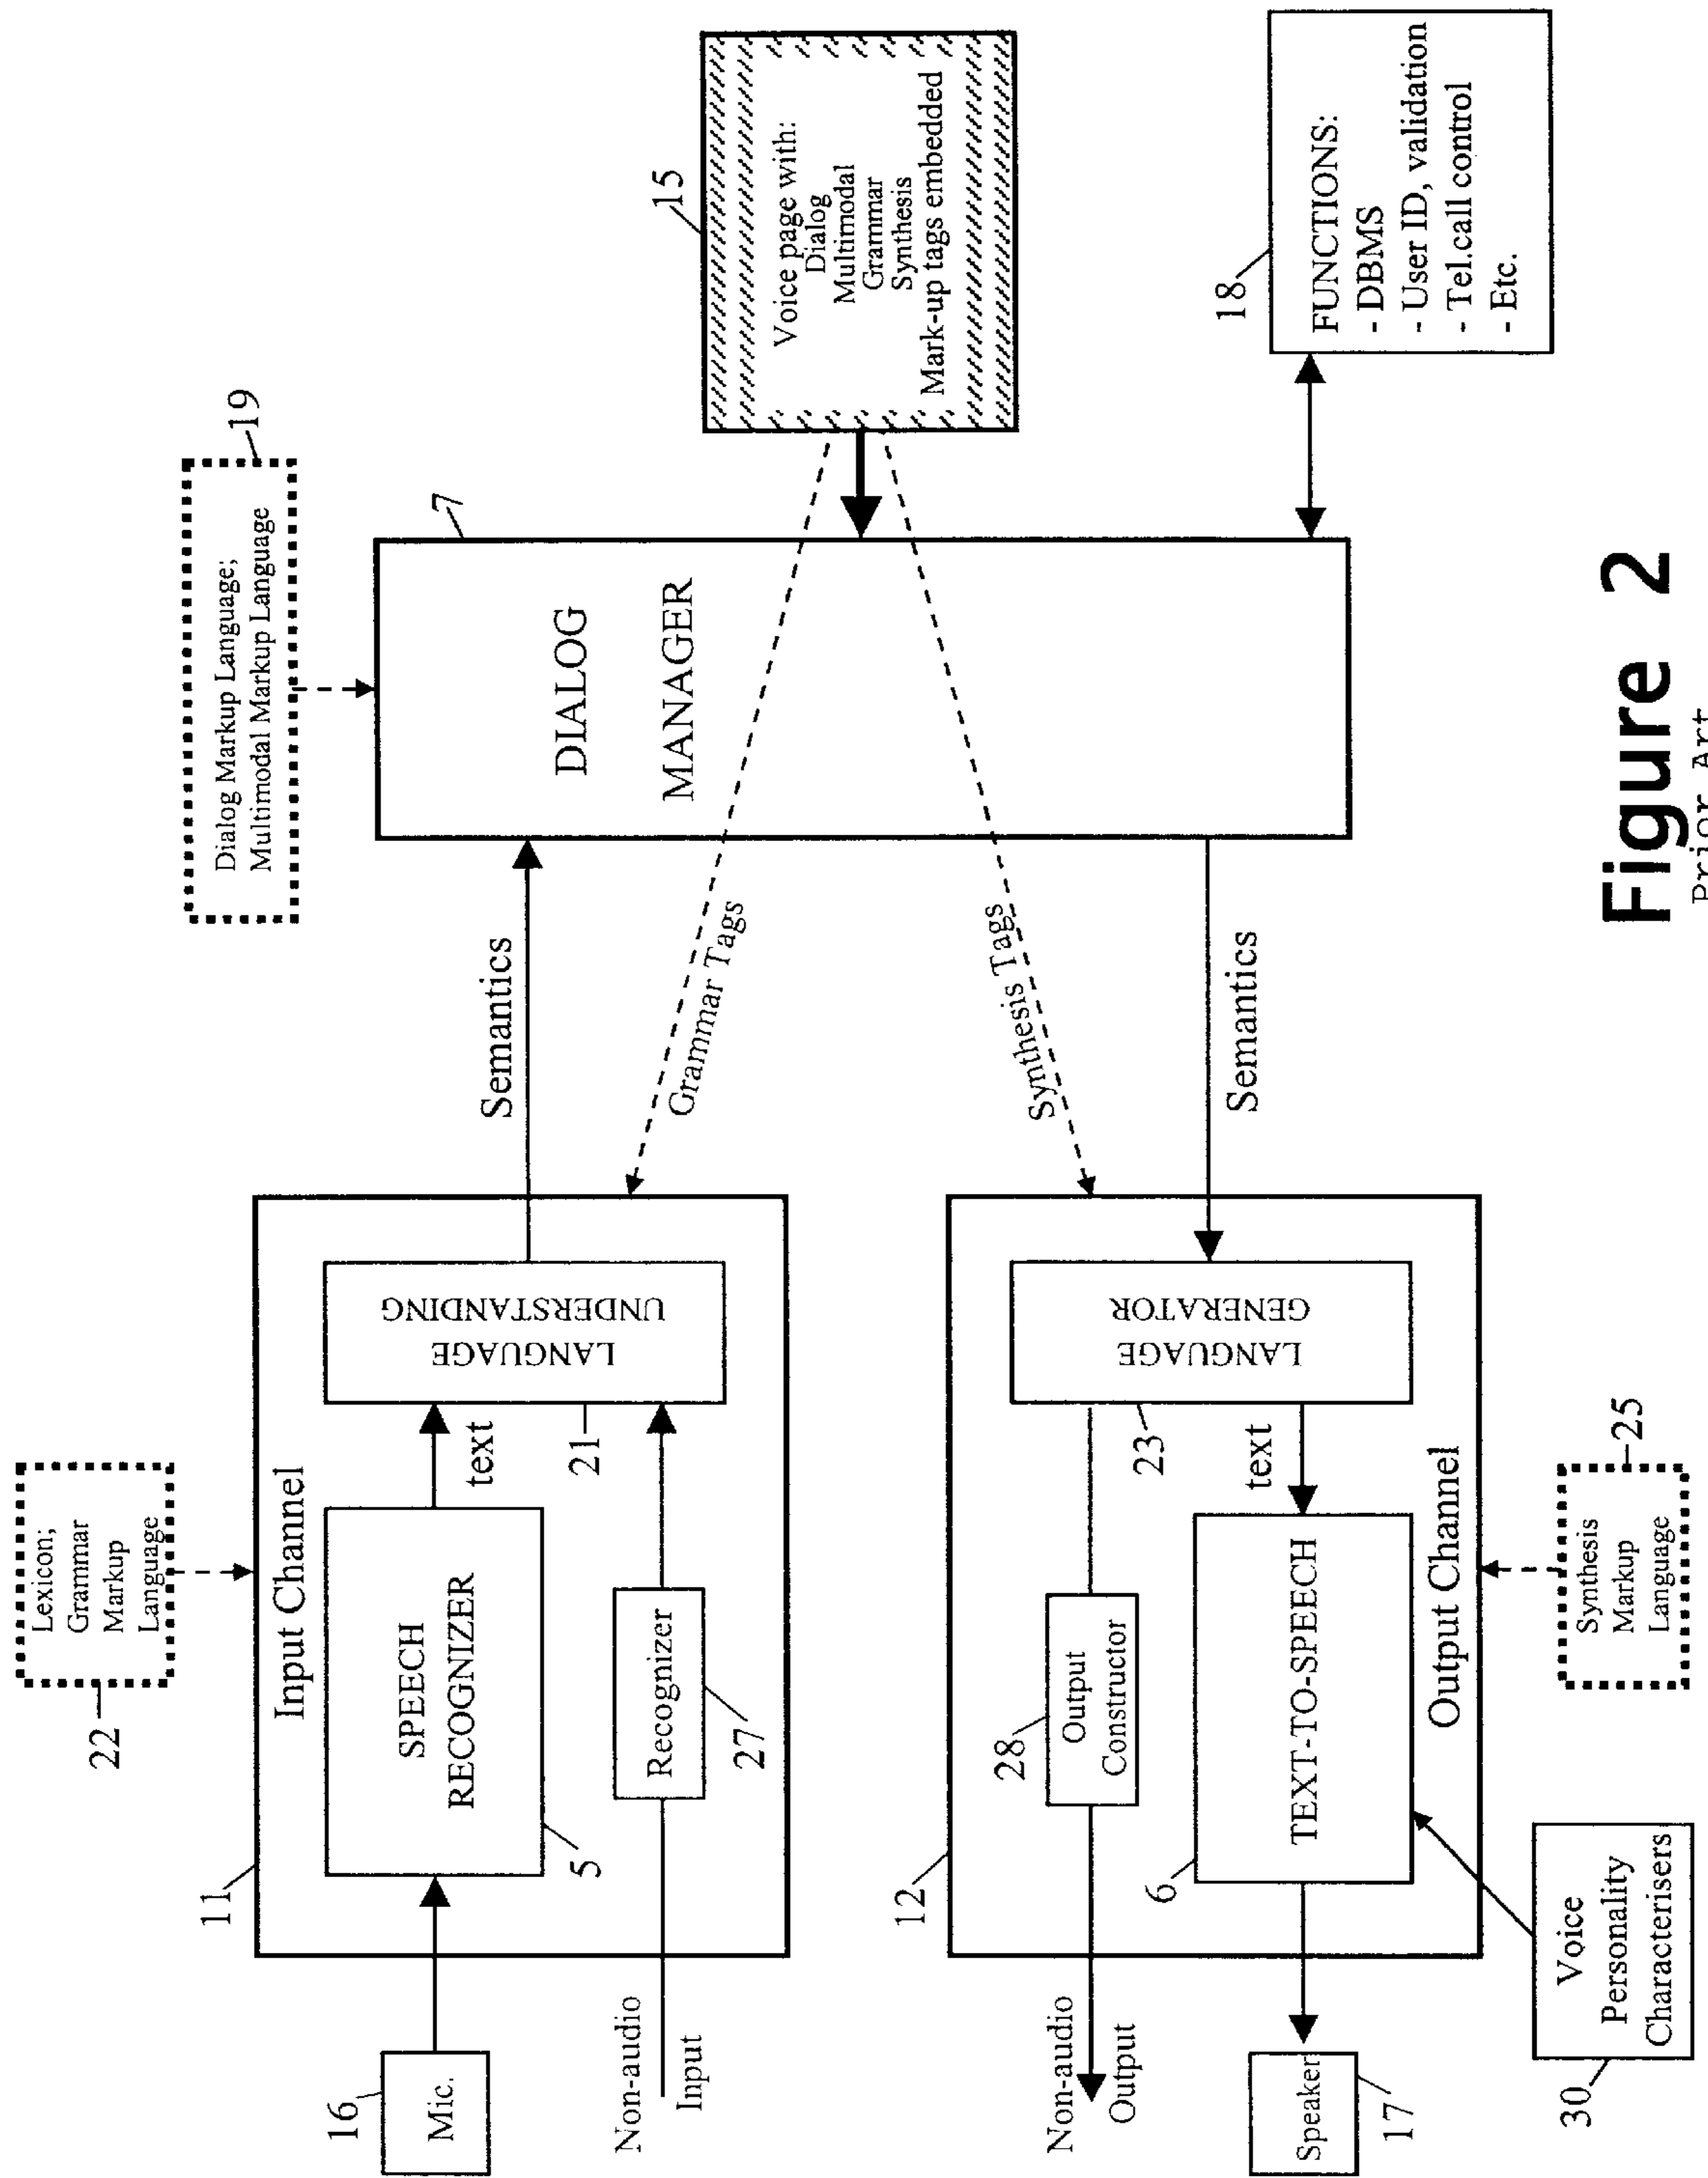 22
Lexicon;
Grammar
Markup
Language
19
Dialog Markup Language;
Multimodal Markup Language
11
Input Channel
16
Mic.
SPEECH
RECOGNIZER
5
text
LANGUAGE
UNDERSTANDING
21
Semantics
7
DIALOG
MANAGER
15
Voice page with:
Dialog
Multimodal
Grammar
Synthesis
Mark-up tags embedded
Non-audio
Input
Recognizer
27
Grammar Tags
Synthesis Tags
12
Non-audio
Output
28
Output
Constructor
23
LANGUAGE
GENERATOR
Semantics
18
FUNCTIONS:
- DBMS
- User ID, validation
- Tel.call control
- Etc.
17
Speaker
6
TEXT-TO-SPEECH
text
Output Channel
30
Voice
Personality
Characterisers
25
Synthesis
Markup
Language
Figure 2
Prior Art